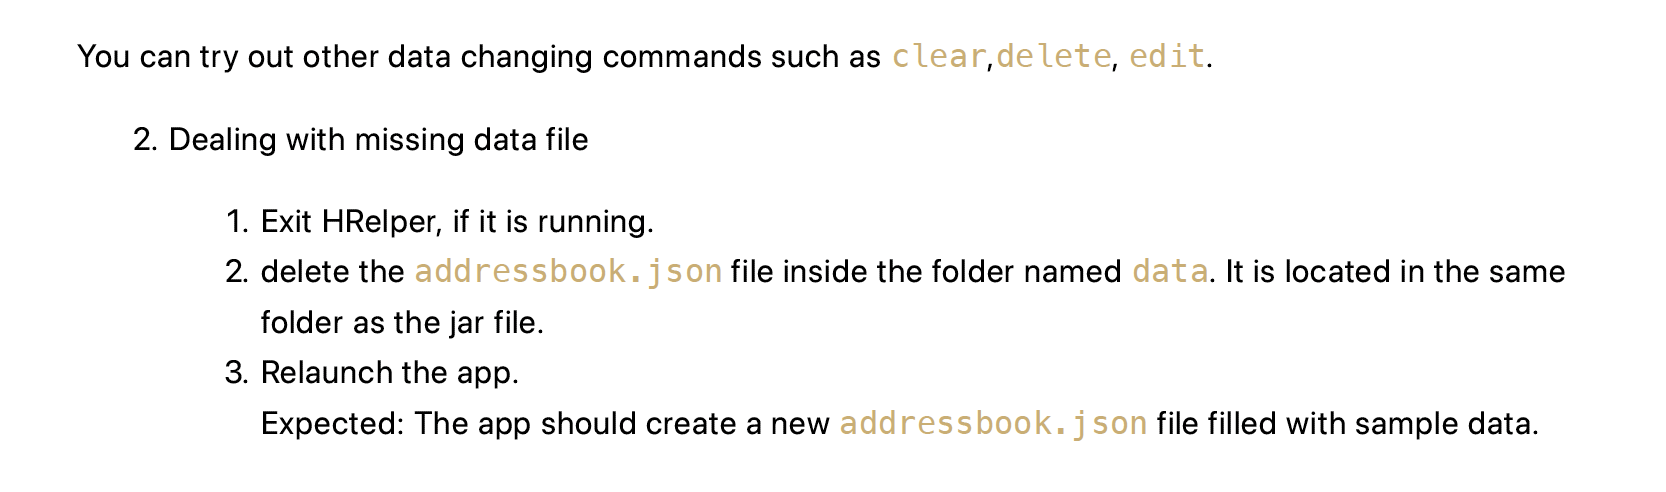 You can try out other data changing commands such as clear,delete, edit.
2. Dealing with missing data file
1. Exit HRelper, if it is running.
2. delete the addressbook.json file inside the folder named data. It is located in the same
folder as the jar file.
3. Relaunch the app.
Expected: The app should create a new addressbook.json file filled with sample data.